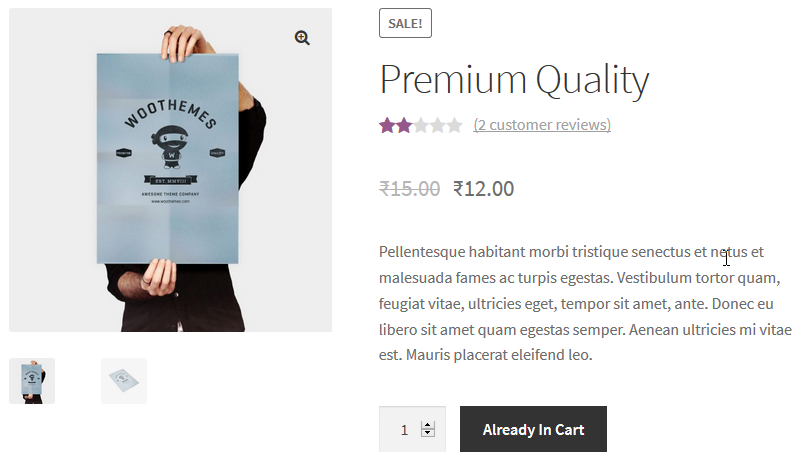 SALE!
Premium Quality
(2 customer reviews)
₹15.00 ₹12.00
Pellentesque habitant morbi tristique senectus et netus et
malesuada fames ac turpis egestas. Vestibulum tortor quam,
feugiat vitae, ultricies eget, tempor sit amet, ante. Donec eu
libero sit amet quam egestas semper. Aenean ultricies mi vitae
est. Mauris placerat eleifend leo.
1
Already In Cart
WOOTHEMES
W
EST. MMVIII
AWESOME THEME COMPANY
www.woothemes.com